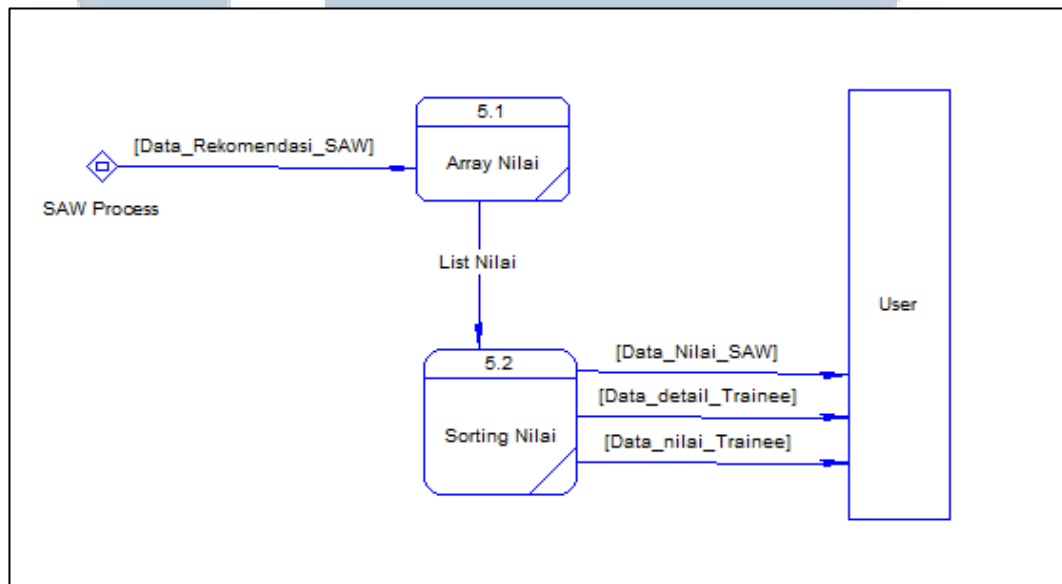 5.1
[Data_Rekomendasi_SAW]
Array Nilai
SAW Process
List Nilai
User
5.2
[Data_Nilai_SAW]
[Data_detail_Trainee]
Sorting Nilai
[Data_nilai_Trainee]